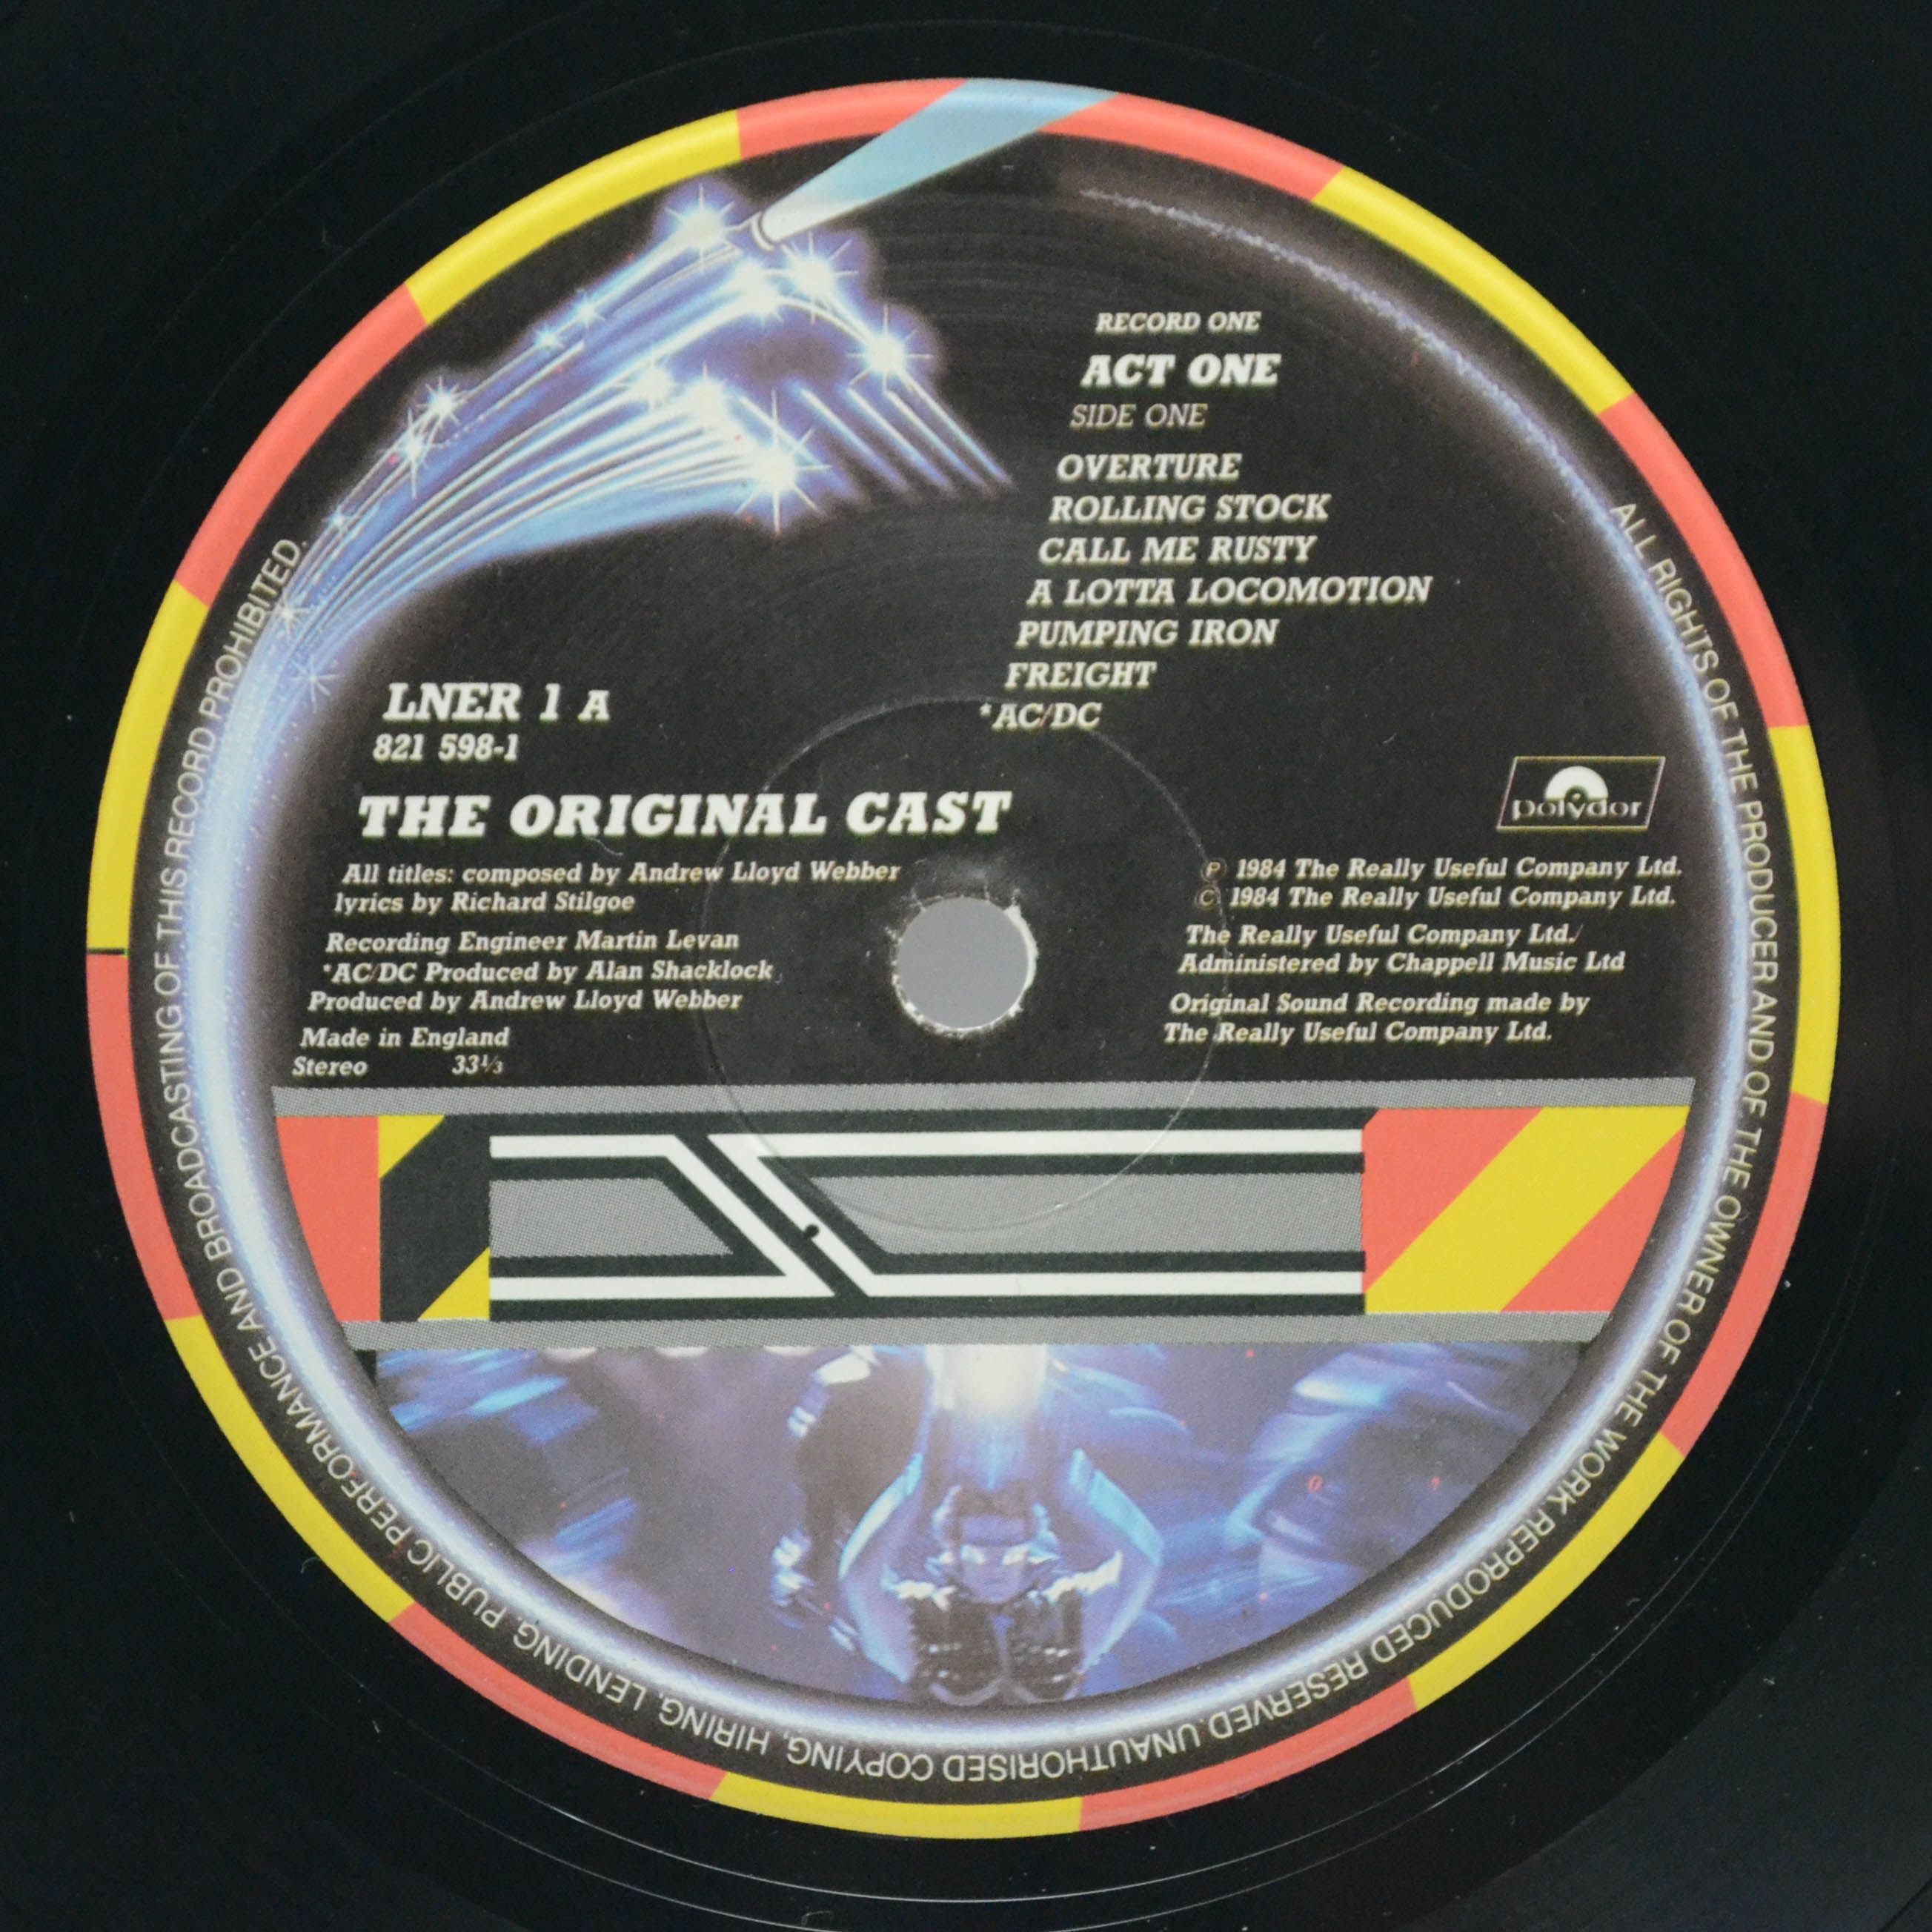 RECORD ONE
ACT ONE
SIDE ONE
OVERTURE
ROLLING STOCK
CALL ME RUSTY
A LOTTA LOCOMOTION
PUMPING IRON
FREIGHT
*AC/DC
LNER 1 A
821 598-1
THE ORIGINAL CAST
All titles: composed by Andrew Lloyd Webber
lyrics by Richard Stilgoe
Recording Engineer Martin Levan
*AC/DC Produced by Alan Shacklock
Produced by Andrew Lloyd Webber
Made in England
Stereo 33⅓
polydor
℗ 1984 The Really Useful Company Ltd.
© 1984 The Really Useful Company Ltd.
The Really Useful Company Ltd./
Administered by Chappell Music Ltd
Original Sound Recording made by
The Really Useful Company Ltd.
ALL RIGHTS OF THE PRODUCER AND OF THE OWNER OF THE WORK REPRODUCED RESERVED. UNAUTHORISED COPYING, HIRING, LENDING, PUBLIC PERFORMANCE AND BROADCASTING OF THIS RECORD PROHIBITED.